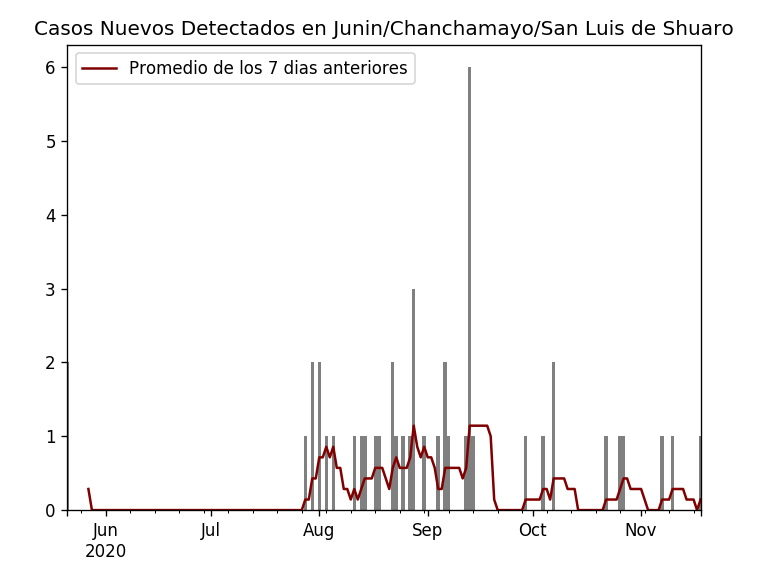 Casos Nuevos Detectados en Junin/Chanchamayo/San Luis de Shuaro
Promedio de los 7 dias anteriores
6
5
4
3
2
1
0
Jun Jul Aug Sep Oct Nov
2020